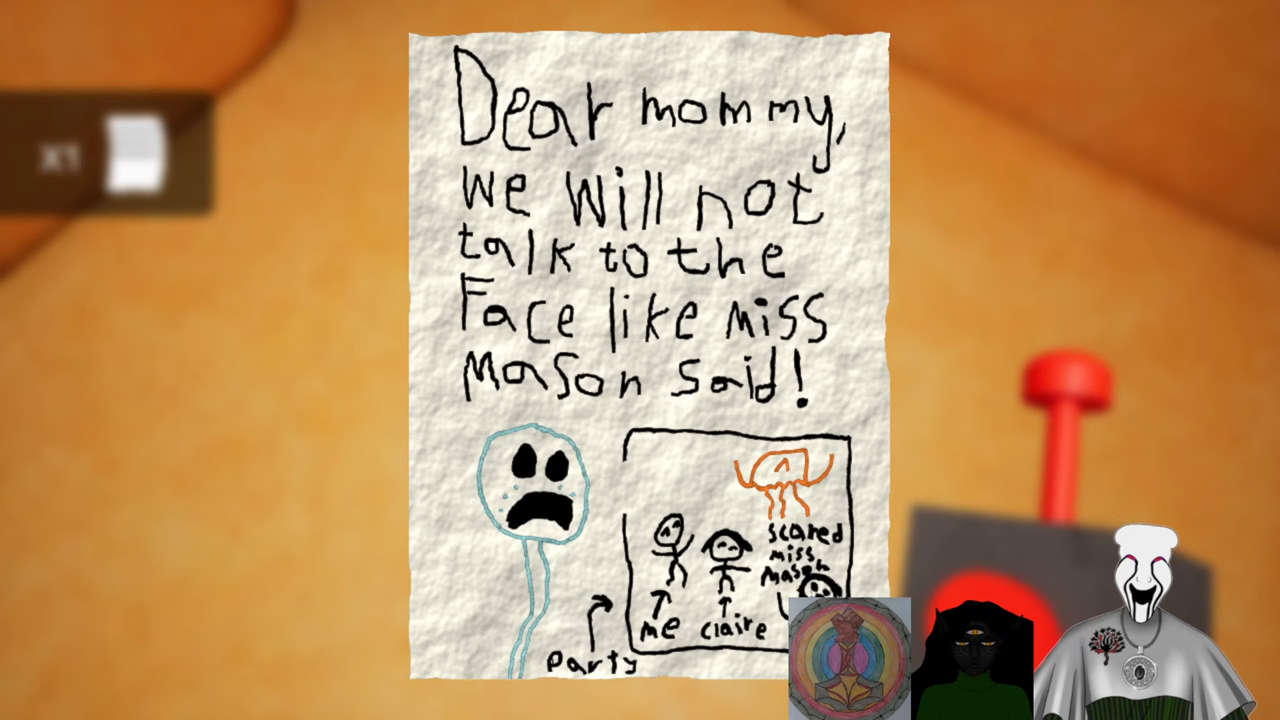 X1
Dear mommy,
we will not
talk to the
Face like miss
Mason said!
scared
miss
Mason
me
claire
party